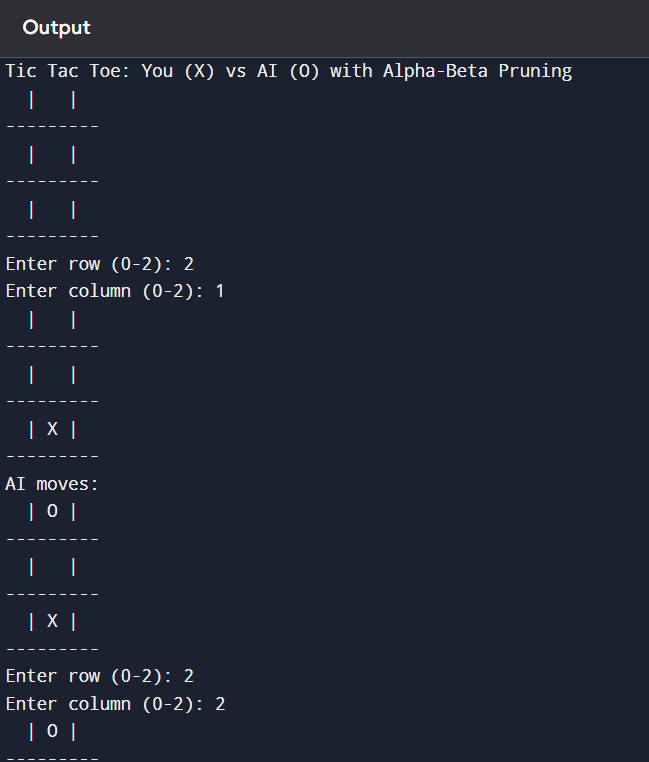 Output
Tic Tac Toe: You (X) vs AI (O) with Alpha-Beta Pruning
  |   |
---------
  |   |
---------
  |   |
---------
Enter row (0-2): 2
Enter column (0-2): 1
  |   |
---------
  |   |
---------
  | X |
---------
AI moves:
  | O |
---------
  |   |
---------
  | X |
---------
Enter row (0-2): 2
Enter column (0-2): 2
  | O |
---------